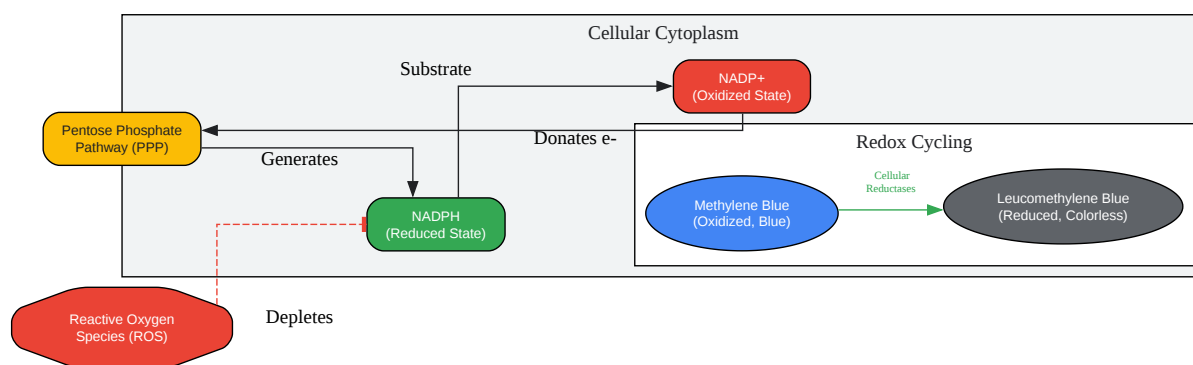 Cellular Cytoplasm
Substrate
NADP+
(Oxidized State)
Pentose Phosphate
Pathway (PPP)
Donates e-
Generates
Redox Cycling
Cellular
Reductases
Methylene Blue
(Oxidized, Blue)
Leucomethylene Blue
(Reduced, Colorless)
NADPH
(Reduced State)
Reactive Oxygen
Species (ROS)
Depletes